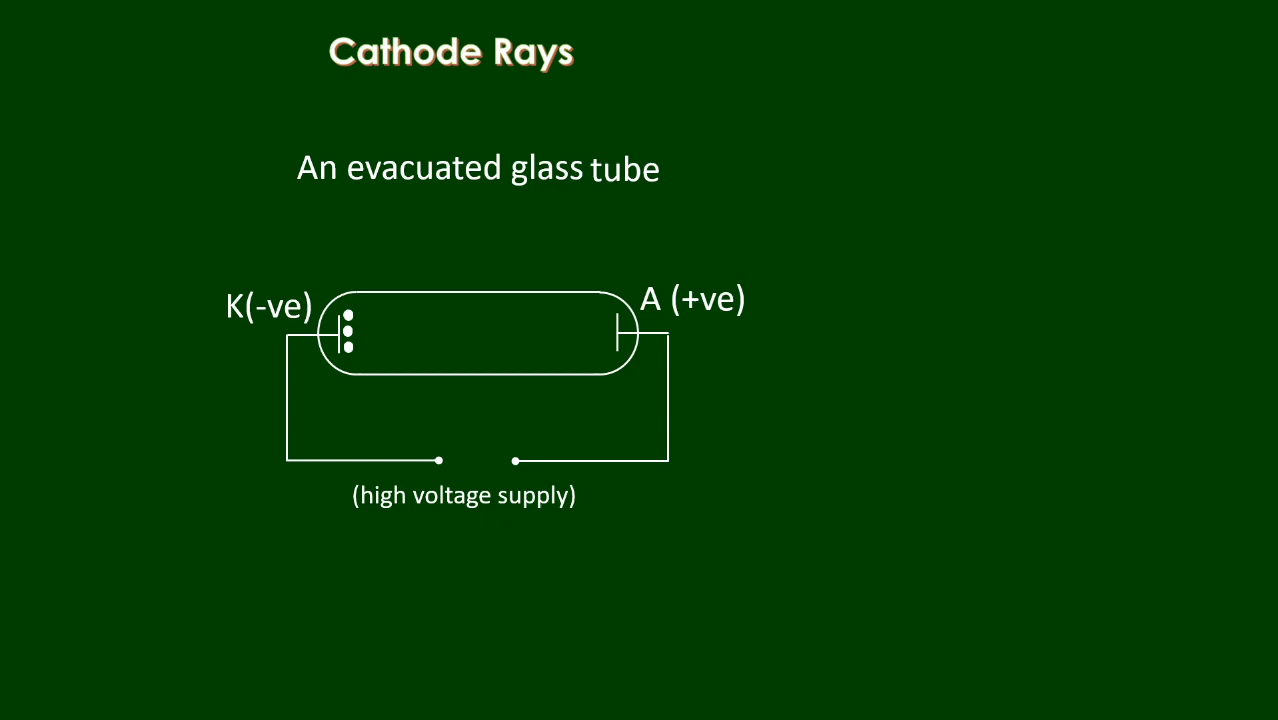 Cathode Rays
An evacuated glass tube
K(-ve)
A (+ve)
(high voltage supply)